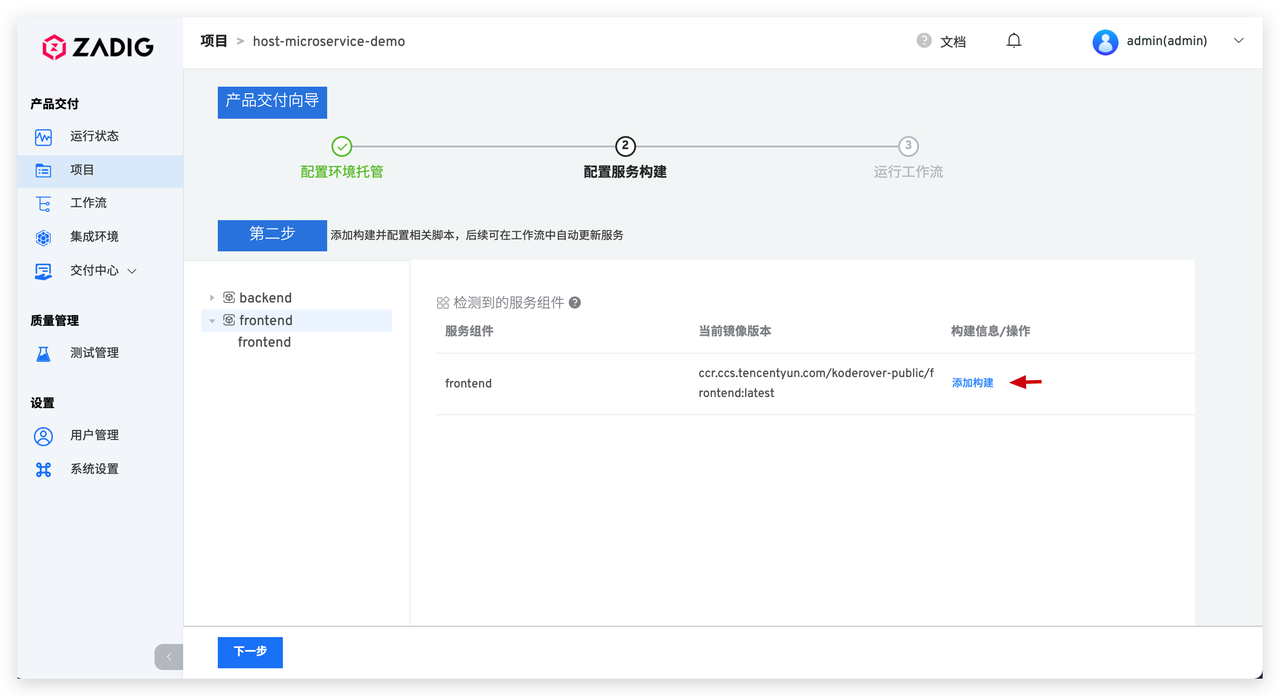 ZADIG
项目 > host-microservice-demo
文档
admin(admin)
产品交付
运行状态
项目
工作流
集成环境
交付中心
质量管理
测试管理
设置
用户管理
系统设置
产品交付向导
2
3
配置环境托管
配置服务构建
运行工作流
第二步
添加构建并配置相关脚本，后续可在工作流中自动更新服务
backend
frontend
frontend
检测到的服务组件
服务组件
当前镜像版本
构建信息/操作
frontend
ccr.ccs.tencentyun.com/koderover-public/f
rontend:latest
添加构建
下一步